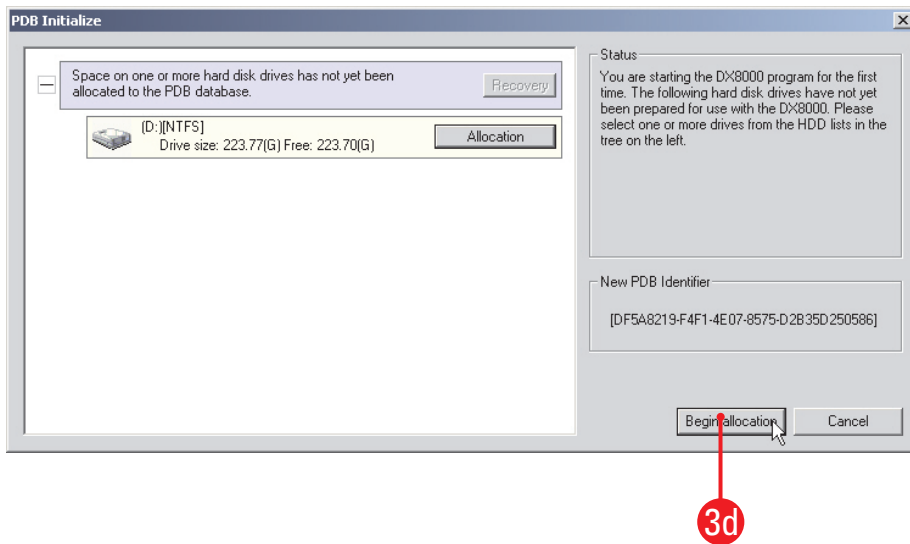 PDB Initialize
Space on one or more hard disk drives has not yet been
allocated to the PDB database.
Recovery
(D:)[NTFS]
Drive size: 223.77(G) Free: 223.70(G)
Allocation
Status
You are starting the DX8000 program for the first
time. The following hard disk drives have not yet
been prepared for use with the DX8000. Please
select one or more drives from the HDD lists in the
tree on the left.
New PDB Identifier
[DF5A8219-F4F1-4E07-8575-D2B35D250586]
Begin allocation
Cancel
3d